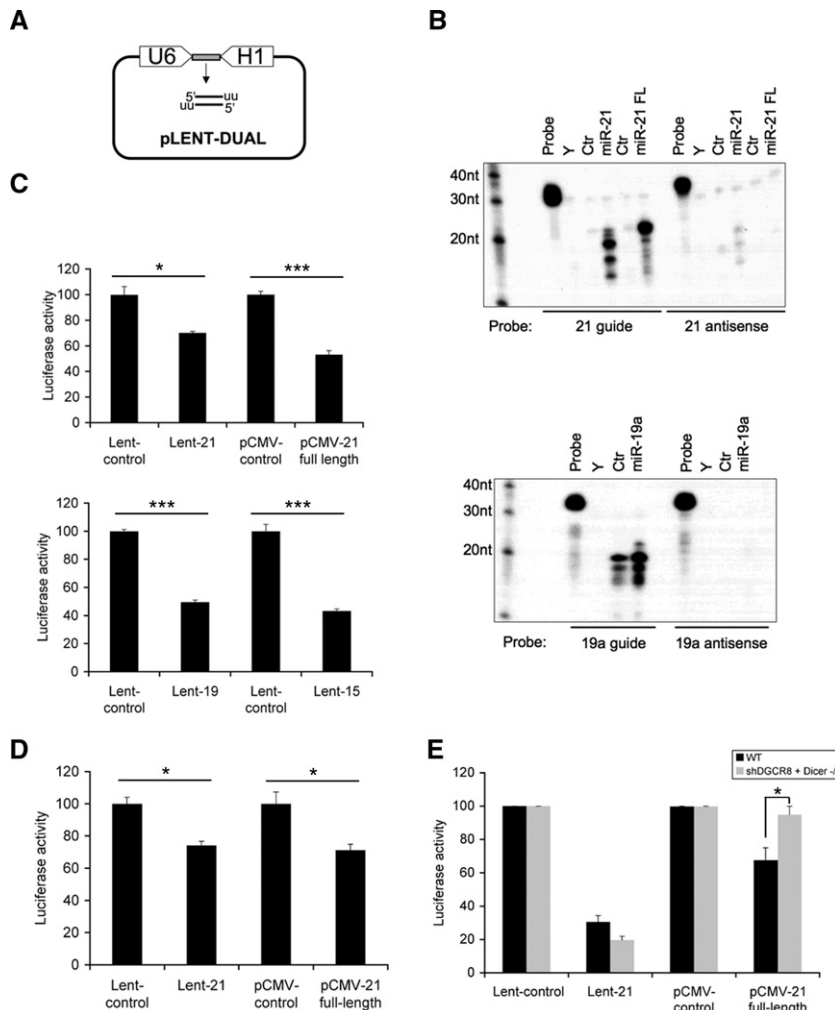 A
U6
H1
5'
uu
uu
5'
pLENT-DUAL
B
Probe
Y
Ctr
miR-21
Ctr
miR-21 FL
Probe
Y
Ctr
miR-21
Ctr
miR-21 FL
40nt
30nt
20nt
Probe:
21 guide
21 antisense
Probe
Y
Ctr
miR-19a
Probe
Y
Ctr
miR-19a
40nt
30nt
20nt
Probe:
19a guide
19a antisense
C
Luciferase activity
120
100
80
60
40
20
0
*
***
Lent-
control
Lent-21
pCMV-
control
pCMV-21
full length
Luciferase activity
120
100
80
60
40
20
0
***
***
Lent-
control
Lent-19
Lent-
control
Lent-15
D
Luciferase activity
120
100
80
60
40
20
0
*
*
Lent-
control
Lent-21
pCMV-
control
pCMV-21
full-length
E
WT
shDGCR8 + Dicer -/
Luciferase activity
120
100
80
60
40
20
0
*
Lent-control
Lent-21
pCMV-
control
pCMV-21
full-length